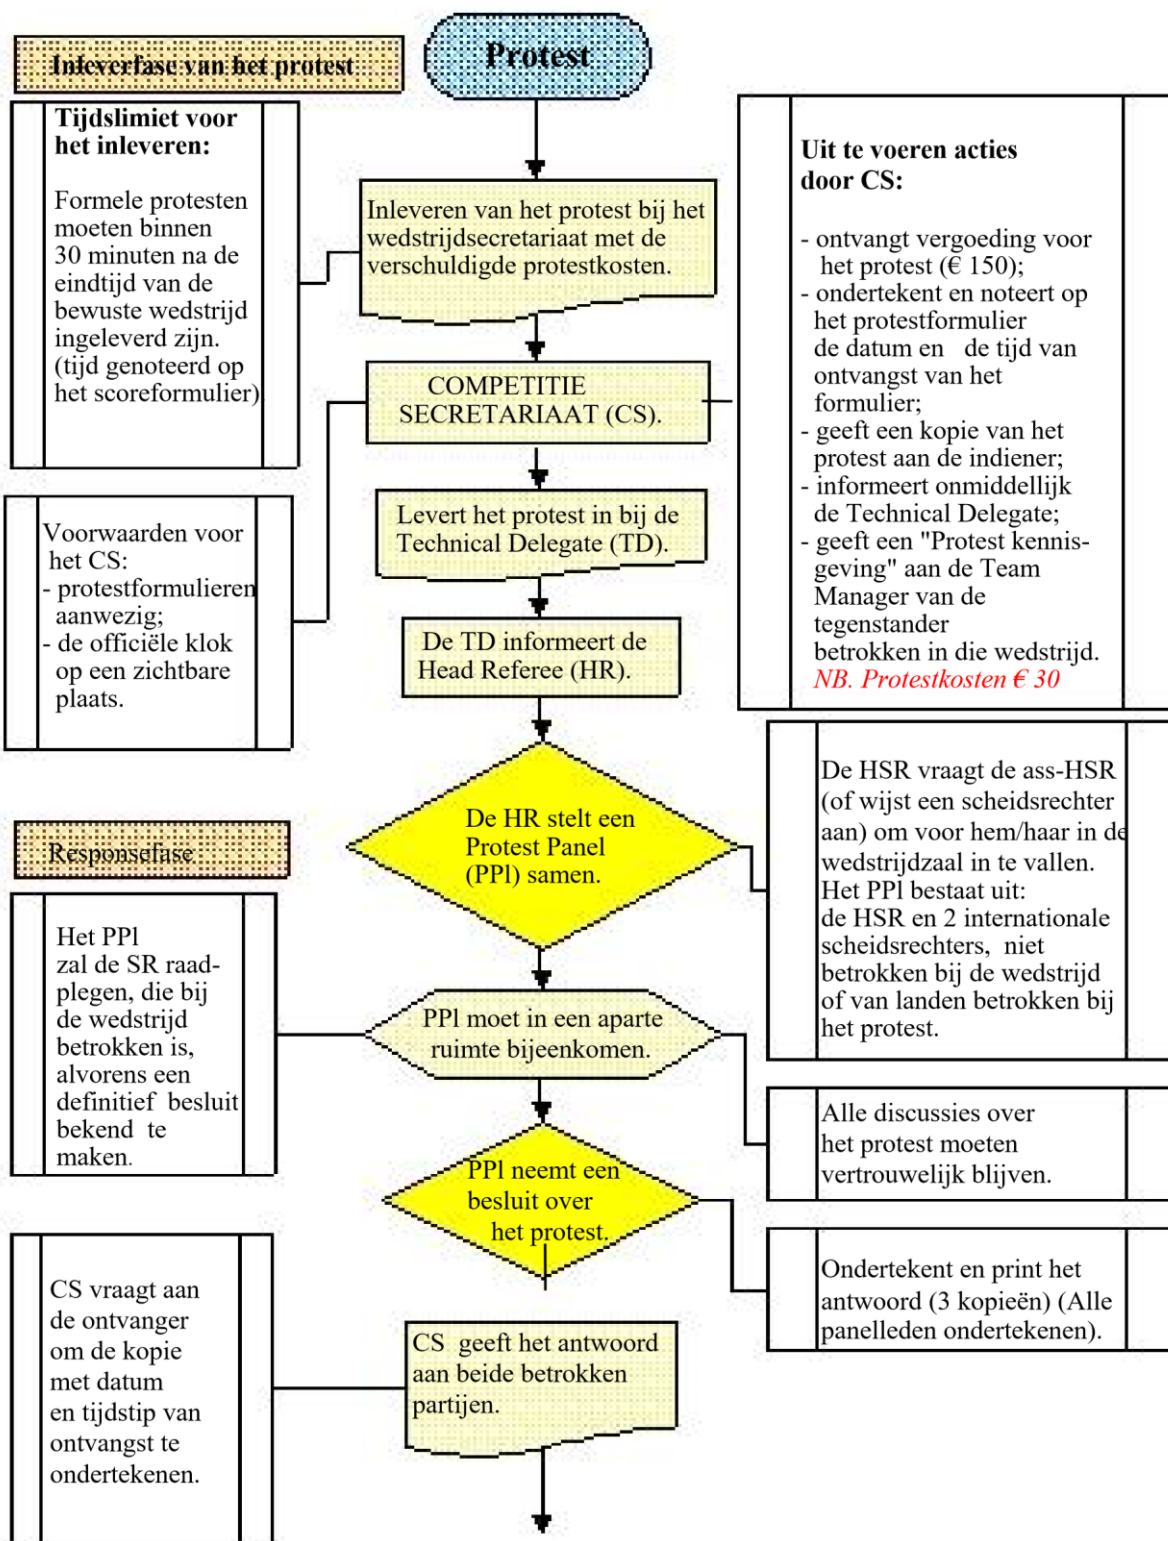 Protest
Inleverfase van het protest
Tijdslimiet voor
het inleveren:
Formele protesten
moeten binnen
30 minuten na de
eindtijd van de
bewuste wedstrijd
ingeleverd zijn.
(tijd genoteerd op
het scoreformulier)
Inleveren van het protest bij het
wedstrijdsecretariaat met de
verschuldigde protestkosten.
Uit te voeren acties
door CS:
- ontvangt vergoeding voor
het protest (€ 150);
- ondertekent en noteert op
het protestformulier
de datum en de tijd van
ontvangst van het
formulier;
- geeft een kopie van het
protest aan de indiener;
- informeert onmiddellijk
de Technical Delegate;
- geeft een "Protest kennis-
geving" aan de Team
Manager van de
tegenstander
betrokken in die wedstrijd.
NB. Protestkosten € 30
COMPETITIE
SECRETARIAAT (CS).
Voorwaarden voor
het CS:
- protestformulieren
aanwezig;
- de officiële klok
op een zichtbare
plaats.
Levert het protest in bij de
Technical Delegate (TD).
De TD informeert de
Head Referee (HR).
De HR stelt een
Protest Panel
(PPl) samen.
De HSR vraagt de ass-HSR
(of wijst een scheidsrechter
aan) om voor hem/haar in de
wedstrijdzaal in te vallen.
Het PPl bestaat uit:
de HSR en 2 internationale
scheidsrechters, niet
betrokken bij de wedstrijd
of van landen betrokken bij
het protest.
Responsefase
Het PPl
zal de SR raad-
plegen, die bij
de wedstrijd
betrokken is,
alvorens een
definitief besluit
bekend te
maken.
PPl moet in een aparte
ruimte bijeenkomen.
Alle discussies over
het protest moeten
vertrouwelijk blijven.
PPl neemt een
besluit over
het protest.
Ondertekent en print het
antwoord (3 kopieën) (Alle
panelleden ondertekenen).
CS vraagt aan
de ontvanger
om de kopie
met datum
en tijdstip van
ontvangst te
ondertekenen.
CS geeft het antwoord
aan beide betrokken
partijen.